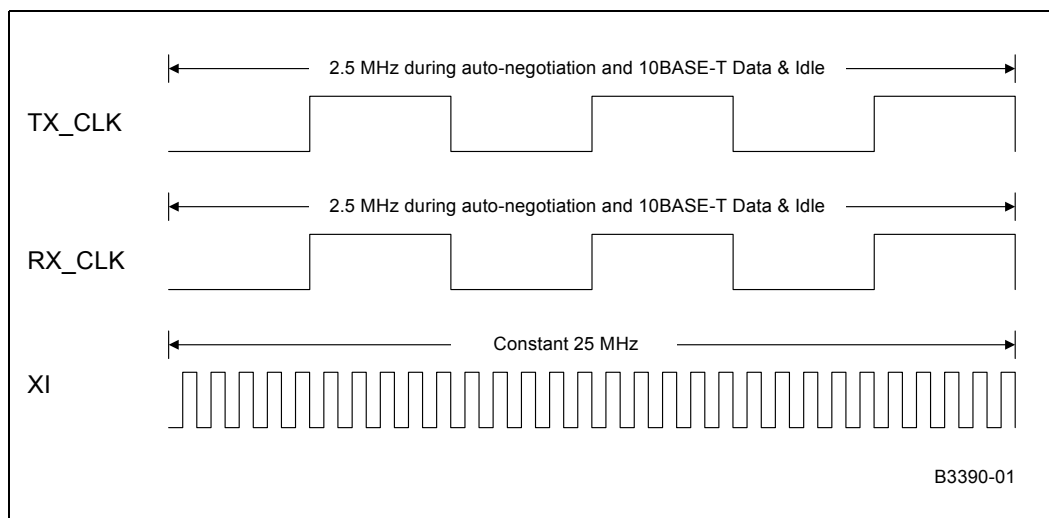 2.5 MHz during auto-negotiation and 10BASE-T Data & Idle
TX_CLK
2.5 MHz during auto-negotiation and 10BASE-T Data & Idle
RX_CLK
Constant 25 MHz
XI
B3390-01